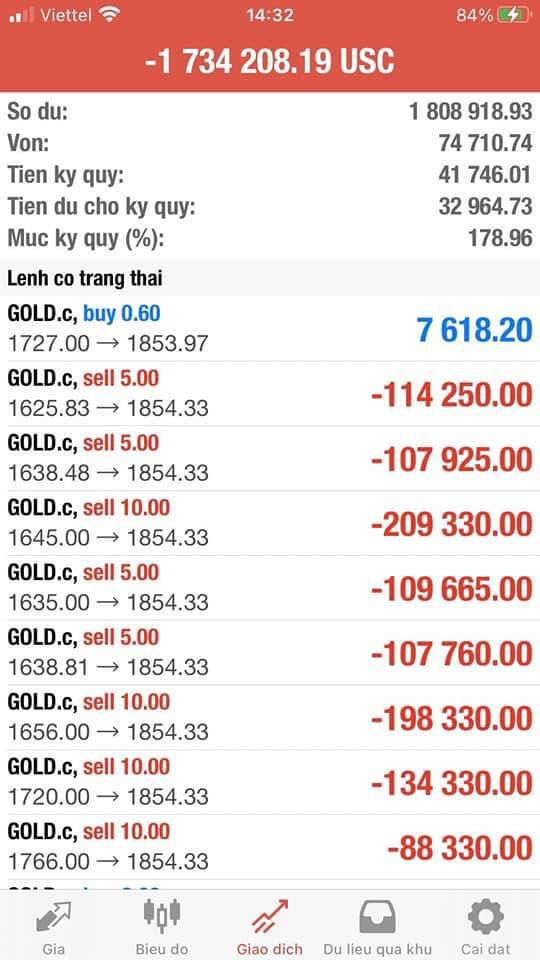 Viettel 14:32 84%
-1 734 208.19 USC
So du: 1 808 918.93
Von: 74 710.74
Tien ky quy: 41 746.01
Tien du cho ky quy: 32 964.73
Muc ky quy (%): 178.96
Lenh co trang thai
GOLD.c, buy 0.60
1727.00 → 1853.97 7 618.20
GOLD.c, sell 5.00
1625.83 → 1854.33 -114 250.00
GOLD.c, sell 5.00
1638.48 → 1854.33 -107 925.00
GOLD.c, sell 10.00
1645.00 → 1854.33 -209 330.00
GOLD.c, sell 5.00
1635.00 → 1854.33 -109 665.00
GOLD.c, sell 5.00
1638.81 → 1854.33 -107 760.00
GOLD.c, sell 10.00
1656.00 → 1854.33 -198 330.00
GOLD.c, sell 10.00
1720.00 → 1854.33 -134 330.00
GOLD.c, sell 10.00
1766.00 → 1854.33 -88 330.00
Gia Bieu do Giao dich Du lieu qua khu Cai dat